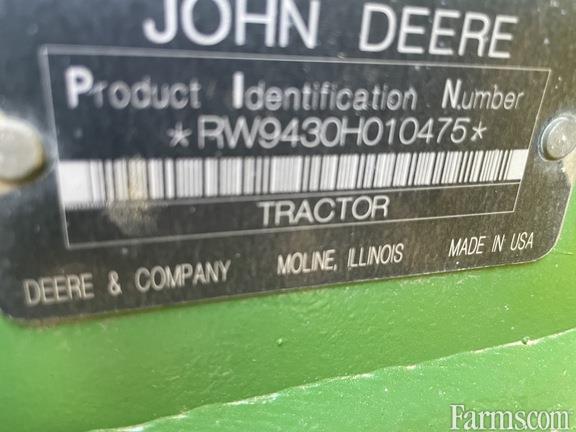 JOHN DEERE
Product Identification Number
*RW9430H010475*
TRACTOR
DEERE & COMPANY MOLINE, ILLINOIS MADE IN USA
Farms.com